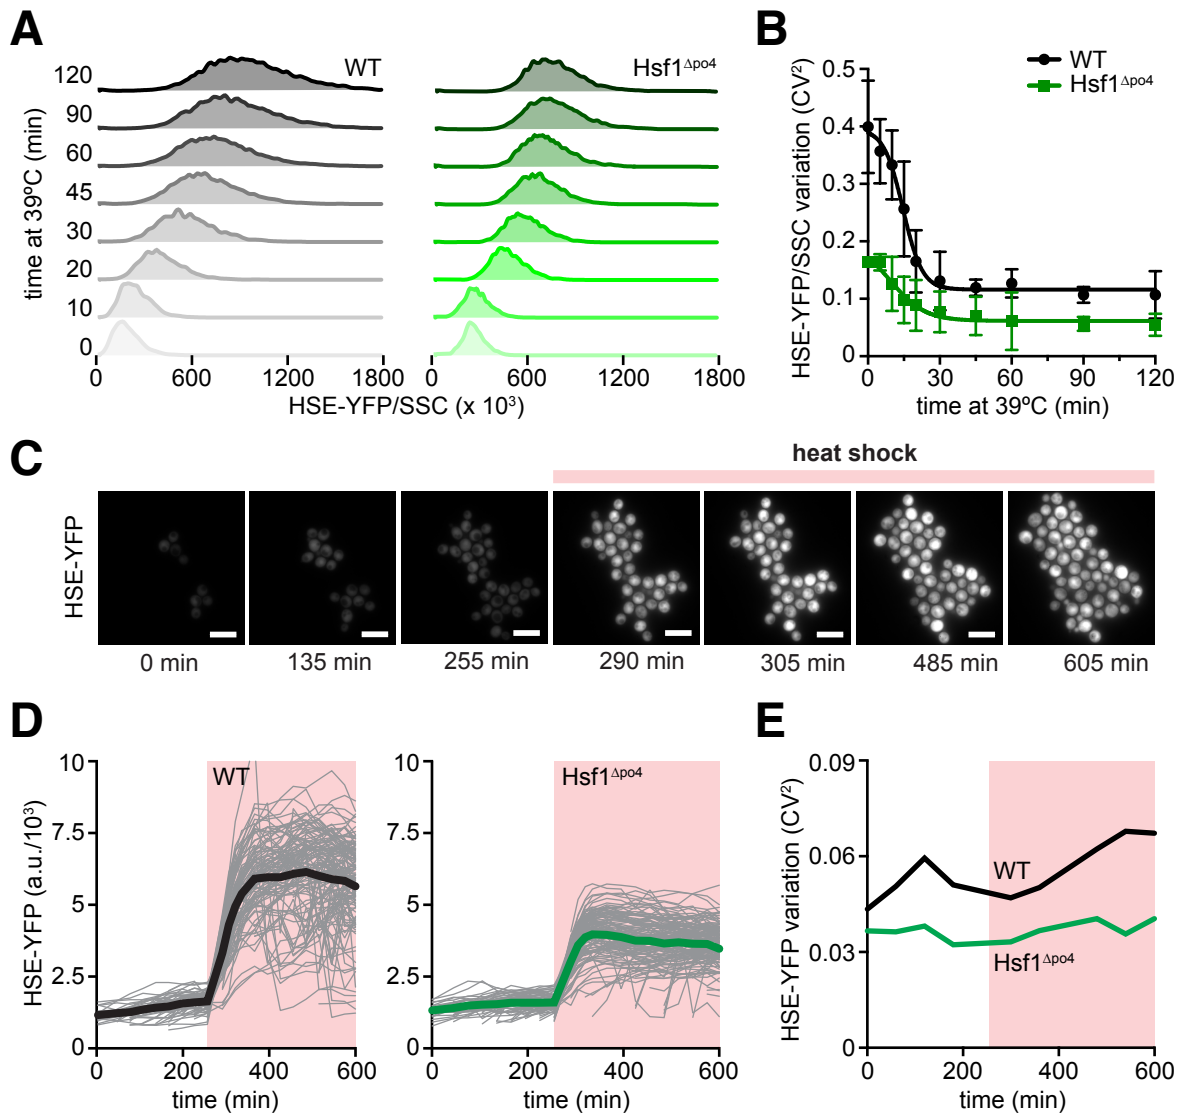 A
time at 39ºC (min)
120
90
60
45
30
20
10
0
WT
Hsf1Δpo4
0 600 1200 1800
0 600 1200 1800
HSE-YFP/SSC (x 10³)
B
WT
Hsf1Δpo4
HSE-YFP/SSC variation (CV²)
0.5
0.4
0.3
0.2
0.1
0
0 30 60 90 120
time at 39ºC (min)
C
heat shock
HSE-YFP
0 min 135 min 255 min 290 min 305 min 485 min 605 min
D
HSE-YFP (a.u./10³)
10
7.5
5
2.5
0
WT
0 200 400 600
time (min)
10
7.5
5
2.5
0
Hsf1Δpo4
0 200 400 600
time (min)
E
HSE-YFP variation (CV²)
0.09
0.06
0.03
0
WT
Hsf1Δpo4
0 200 400 600
time (min)